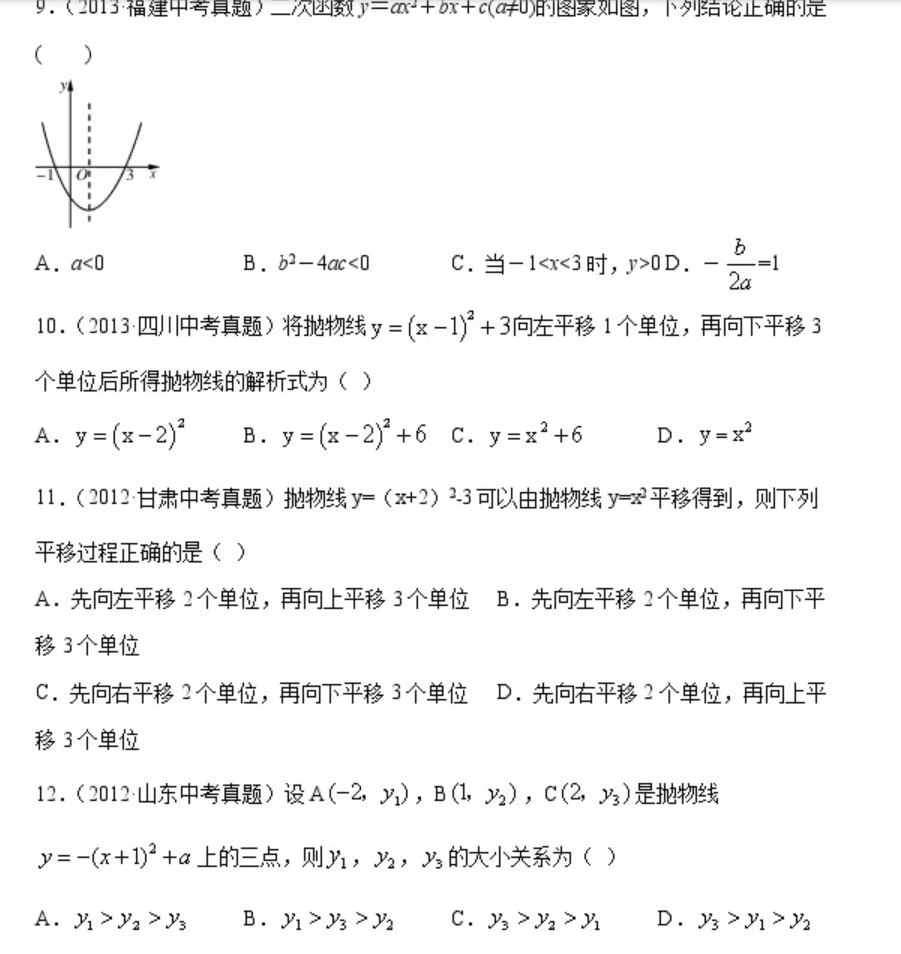 9.（2013·福建中考真题）二次函数y＝ax²＋bx＋c(a≠0)的图象如图，下列结论正确的是
（ ）
y
−1 O 3 x
A．a<0 B．b²－4ac<0 C．当－1<x<3时，y>0 D．－b/2a=1
10.（2013·四川中考真题）将抛物线y＝(x−1)²+3向左平移1个单位，再向下平移3
个单位后所得抛物线的解析式为（ ）
A．y=(x−2)² B．y=(x−2)²+6 C．y=x²+6 D．y=x²
11.（2012·甘肃中考真题）抛物线y=（x+2）²-3可以由抛物线y=x²平移得到，则下列
平移过程正确的是（ ）
A．先向左平移2个单位，再向上平移3个单位 B．先向左平移2个单位，再向下平
移3个单位
C．先向右平移2个单位，再向下平移3个单位 D．先向右平移2个单位，再向上平
移3个单位
12.（2012·山东中考真题）设A(−2, y₁)，B(1, y₂)，C(2, y₃)是抛物线
y=−(x+1)²+a上的三点，则y₁，y₂，y₃的大小关系为（ ）
A．y₁>y₂>y₃ B．y₁>y₃>y₂ C．y₃>y₂>y₁ D．y₃>y₁>y₂